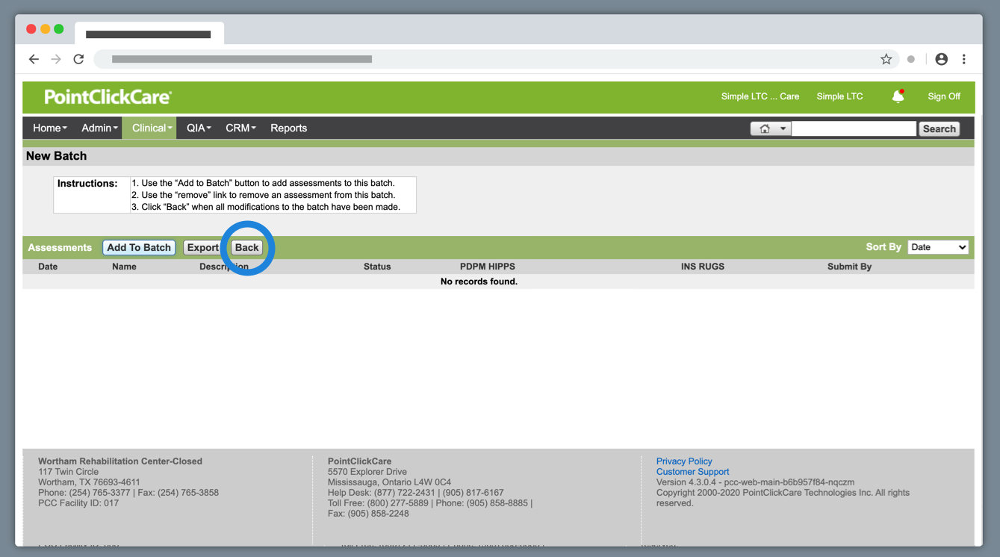 PointClickCare®
Simple LTC ... Care Simple LTC Sign Off
Home Admin Clinical QIA CRM Reports Search
New Batch
Instructions: 1. Use the “Add to Batch” button to add assessments to this batch.
2. Use the “remove” link to remove an assessment from this batch.
3. Click “Back” when all modifications to the batch have been made.
Assessments Add To Batch Export Back Sort By Date
Date Name Description Status PDPM HIPPS INS RUGS Submit By
No records found.
Wortham Rehabilitation Center-Closed
117 Twin Circle
Wortham, TX 76693-4611
Phone: (254) 765-3377 | Fax: (254) 765-3858
PCC Facility ID: 017
PointClickCare
5570 Explorer Drive
Mississauga, Ontario L4W 0C4
Help Desk: (877) 722-2431 | (905) 817-6167
Toll Free: (800) 277-5889 | Phone: (905) 858-8885 |
Fax: (905) 858-2248
Privacy Policy
Customer Support
Version 4.3.0.4 - pcc-web-main-b6b957f84-nqczm
Copyright 2000-2020 PointClickCare Technologies Inc. All rights
reserved.